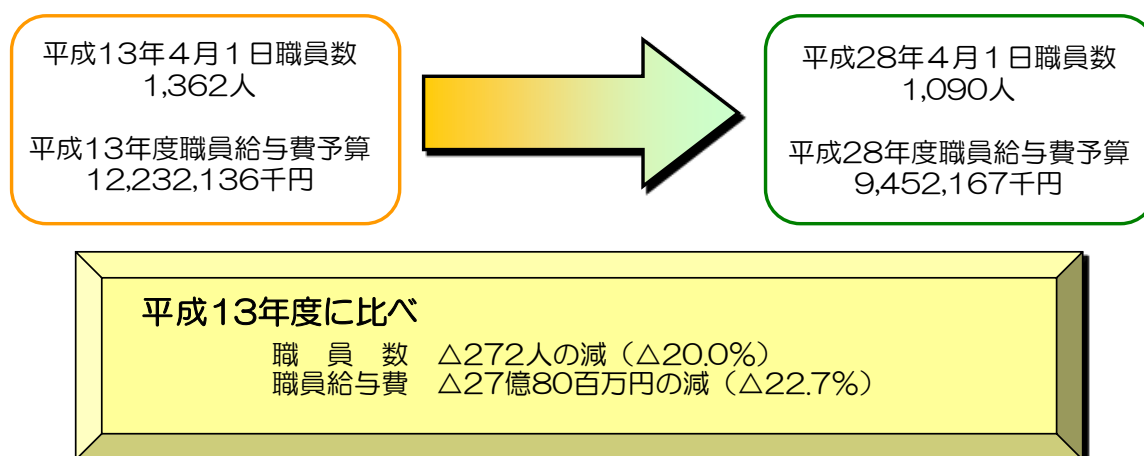 平成13年４月１日職員数
1,362人
平成13年度職員給与費予算
12,232,136千円
平成28年４月１日職員数
1,090人
平成28年度職員給与費予算
9,452,167千円
平成13年度に比べ
職　員　数　△272人の減（△20.0％）
職員給与費　△27億80百万円の減（△22.7％）